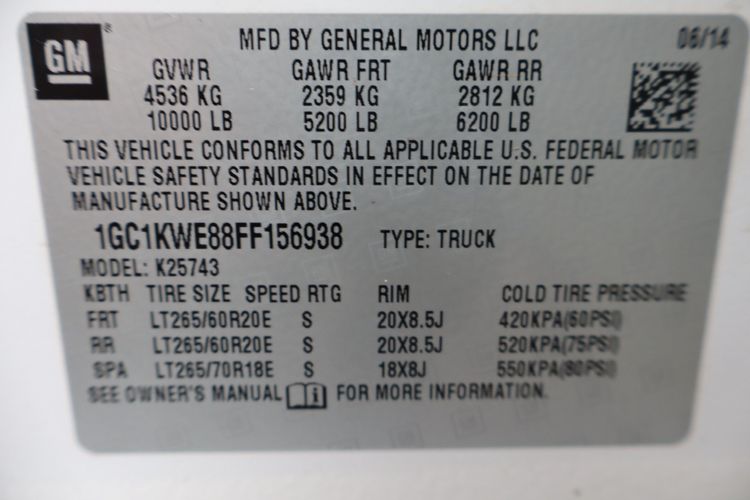 GM
MFD BY GENERAL MOTORS LLC 06/14
GVWR GAWR FRT GAWR RR
4536 KG 2359 KG 2812 KG
10000 LB 5200 LB 6200 LB
THIS VEHICLE CONFORMS TO ALL APPLICABLE U.S. FEDERAL MOTOR
VEHICLE SAFETY STANDARDS IN EFFECT ON THE DATE OF
MANUFACTURE SHOWN ABOVE.
1GC1KWE88FF156938 TYPE: TRUCK
MODEL: K25743
KBTH TIRE SIZE SPEED RTG RIM COLD TIRE PRESSURE
FRT LT265/60R20E S 20X8.5J 420KPA(60PSI)
RR LT265/60R20E S 20X8.5J 520KPA(75PSI)
SPA LT265/70R18E S 18X8J 550KPA(80PSI)
SEE OWNER'S MANUAL i FOR MORE INFORMATION.